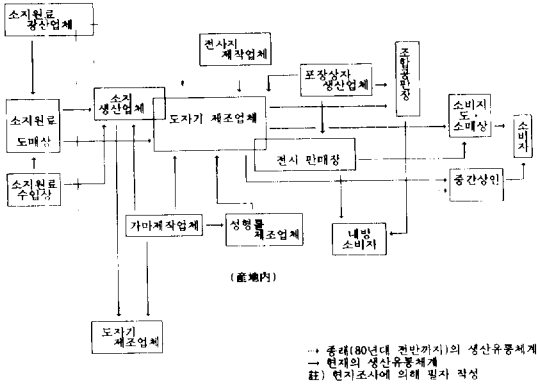 소지원료
광산업체
전사지
제작업체
포장상자
생산업체
조합공판장
소지
생산업체
소지원료
도매상
도자기 제조업체
소비지
도·
소매상
소비자
전시 판매장
소지원료
수입상
중간상인
가마제작업체
성형틀
제조업체
내방
소비자
(産地内)
도자기
제조업체
⇢ 종래(80년대 전반까지)의 생산유통체계
→ 현재의 생산유통체계
註) 현지조사에 의해 필자 작성